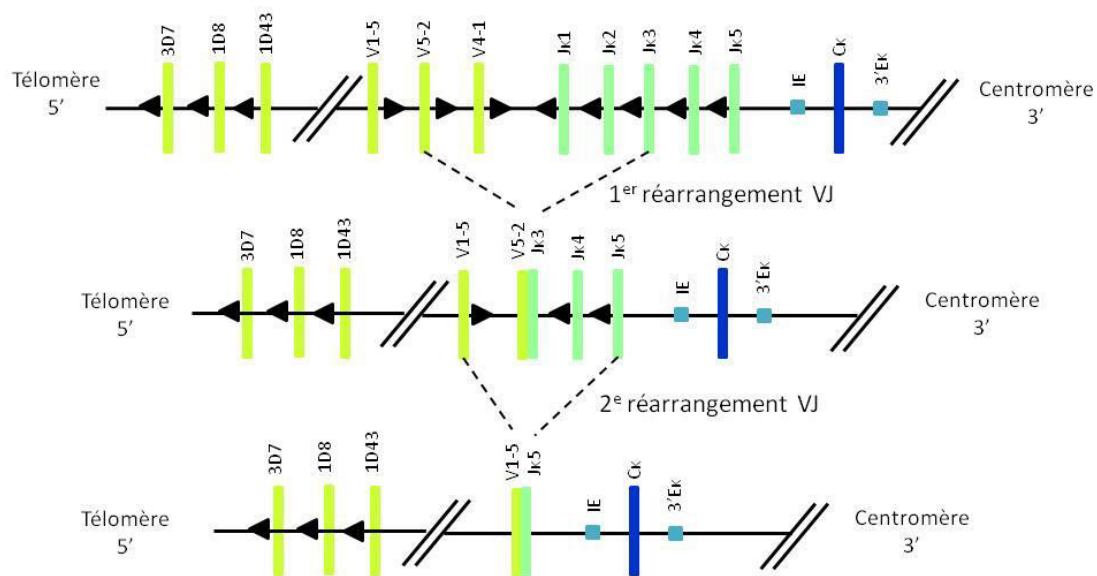 3D7 1D8 1D43 V1-5 V5-2 V4-1 Jκ1 Jκ2 Jκ3 Jκ4 Jκ5 IE Cκ 3'Eκ
Télomère
5'
Centromère
3'
1er réarrangement VJ
3D7 1D8 1D43 V1-5 V5-2 Jκ3 Jκ4 Jκ5 IE Cκ 3'Eκ
Télomère
5'
Centromère
3'
2e réarrangement VJ
3D7 1D8 1D43 V1-5 Jκ5 IE Cκ 3'Eκ
Télomère
5'
Centromère
3'